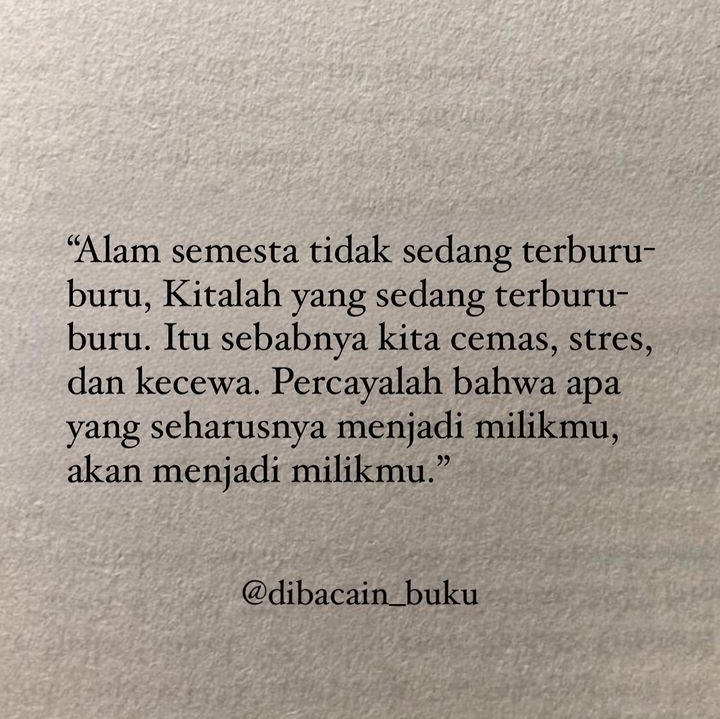 “Alam semesta tidak sedang terburu-
buru, Kitalah yang sedang terburu-
buru. Itu sebabnya kita cemas, stres,
dan kecewa. Percayalah bahwa apa
yang seharusnya menjadi milikmu,
akan menjadi milikmu.”
@dibacain_buku